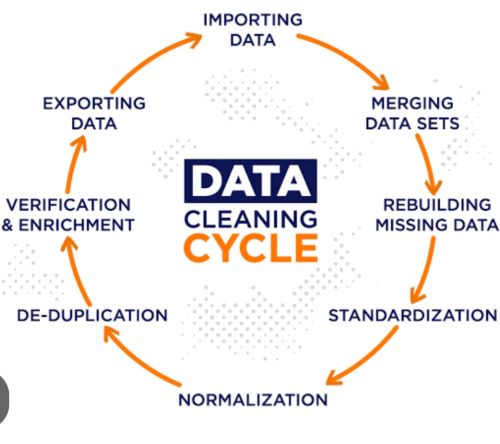 IMPORTING
DATA
MERGING
DATA SETS
REBUILDING
MISSING DATA
STANDARDIZATION
NORMALIZATION
DE-DUPLICATION
VERIFICATION
& ENRICHMENT
EXPORTING
DATA
DATA
CLEANING
CYCLE